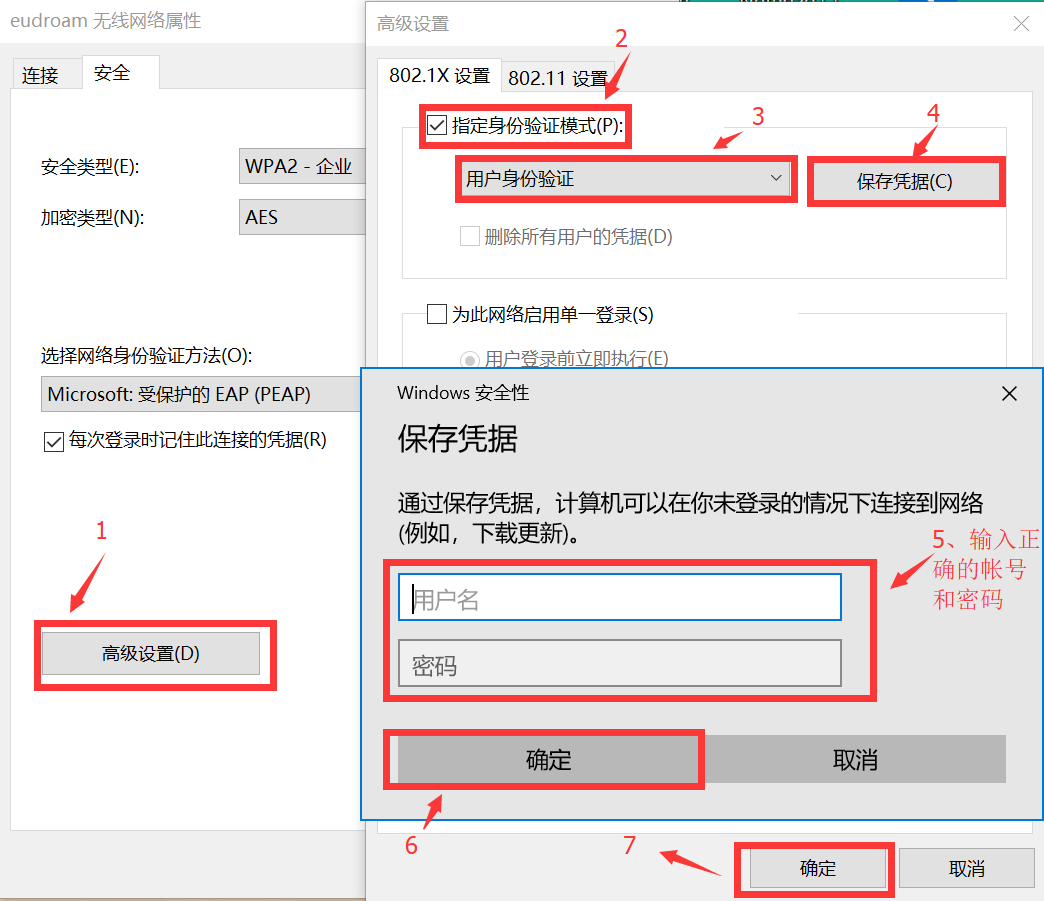 eudroam 无线网络属性
连接
安全
安全类型(E):
WPA2 - 企业
加密类型(N):
AES
选择网络身份验证方法(O):
Microsoft: 受保护的 EAP (PEAP)
每次登录时记住此连接的凭据(R)
1
高级设置(D)
高级设置
2
802.1X 设置
802.11 设置
指定身份验证模式(P):
3
4
用户身份验证
保存凭据(C)
删除所有用户的凭据(D)
为此网络启用单一登录(S)
用户登录前立即执行(E)
Windows 安全性
保存凭据
通过保存凭据，计算机可以在你未登录的情况下连接到网络
(例如，下载更新)。
5、输入正
确的帐号
和密码
用户名
密码
确定
取消
6
7
确定
取消